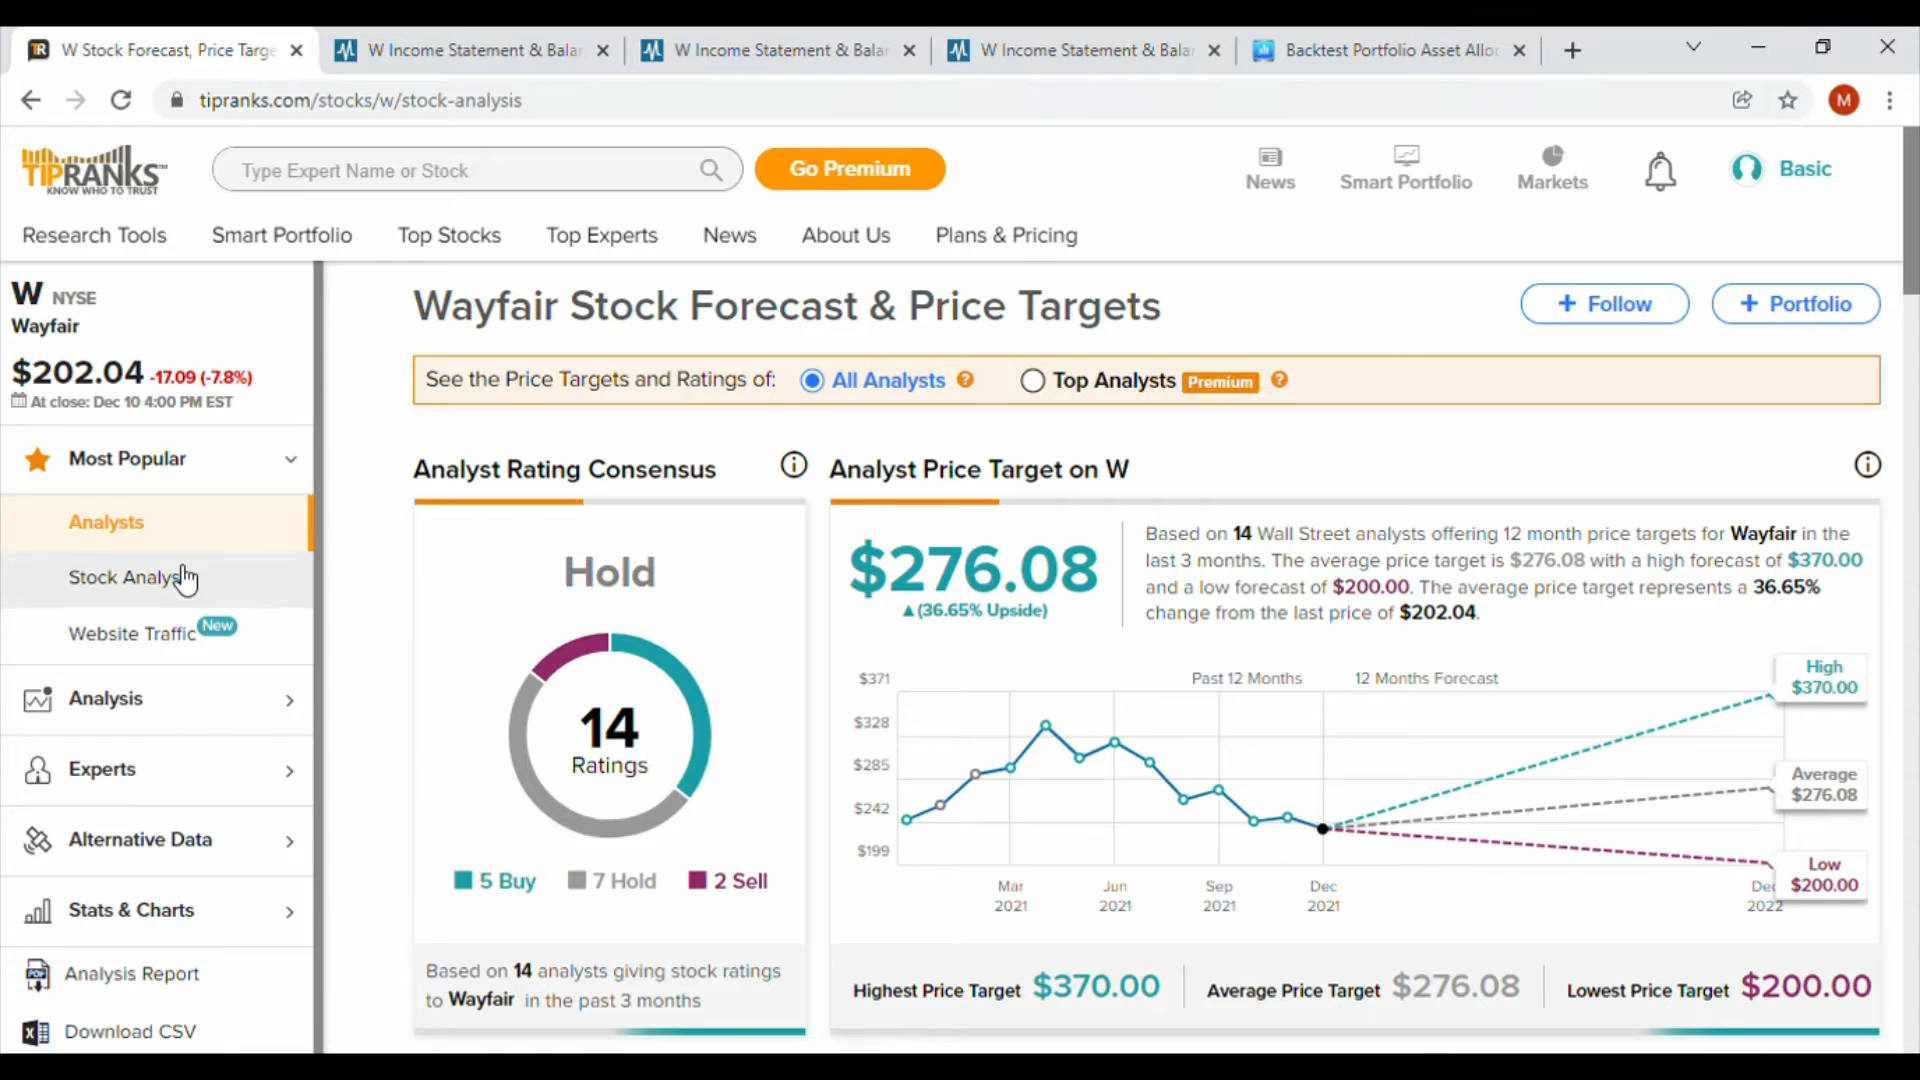 W Stock Forecast, Price Targe
W Income Statement & Balan
W Income Statement & Balan
W Income Statement & Balan
Backtest Portfolio Asset Alloc
tipranks.com/stocks/w/stock-analysis
M
TIPRANKS™
KNOW WHO TO TRUST
Type Expert Name or Stock
Go Premium
News
Smart Portfolio
Markets
Basic
Research Tools
Smart Portfolio
Top Stocks
Top Experts
News
About Us
Plans & Pricing
W NYSE
Wayfair
$202.04 -17.09 (-7.8%)
At close: Dec 10 4:00 PM EST
Most Popular
Analysts
Stock Analys
Website Traffic New
Analysis
Experts
Alternative Data
Stats & Charts
Analysis Report
Download CSV
Wayfair Stock Forecast & Price Targets
+ Follow
+ Portfolio
See the Price Targets and Ratings of: All Analysts ? Top Analysts Premium ?
Analyst Rating Consensus
Hold
14
Ratings
5 Buy 7 Hold 2 Sell
Based on 14 analysts giving stock ratings
to Wayfair in the past 3 months
Analyst Price Target on W
$276.08
▲(36.65% Upside)
Based on 14 Wall Street analysts offering 12 month price targets for Wayfair in the
last 3 months. The average price target is $276.08 with a high forecast of $370.00
and a low forecast of $200.00. The average price target represents a 36.65%
change from the last price of $202.04.
Past 12 Months
12 Months Forecast
$371
$328
$285
$242
$199
Mar
2021
Jun
2021
Sep
2021
Dec
2021
Dec
2022
High
$370.00
Average
$276.08
Low
$200.00
Highest Price Target $370.00
Average Price Target $276.08
Lowest Price Target $200.00